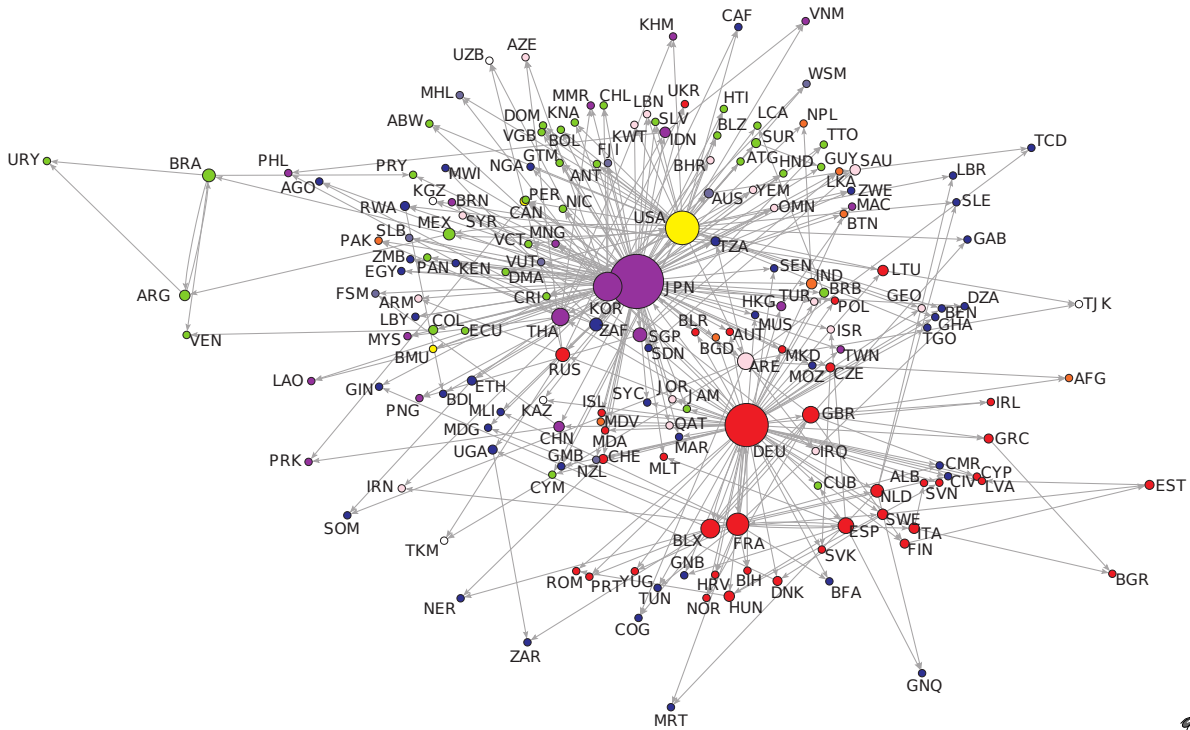 CAF
VNM
KHM
AZE
UZB
WSM
MHL
MMR
CHL
LBN
UKR
HTI
LCA
NPL
ABW
DOM
KNA
SLV
VGB
BOL
KWT
IDN
BLZ
SUR
TTO
TCD
URY
BRA
PHL
PRY
MWI
NGA
GTM
FJI
ANT
BHR
ATG
HND
GUY
SAU
LBR
AGO
KGZ
BRN
PER
YEM
LKA
ZWE
RWA
SYR
CAN
NIC
AUS
OMN
MAC
SLE
MEX
USA
BTN
SLB
MNG
PAK
VCT
TZA
GAB
ZMB
PAN
KEN
VUT
SEN
IND
LTU
EGY
DMA
JPN
TUR
BRB
ARG
FSM
ARM
CRI
KOR
HKG
POL
GEO
DZA
TJK
LBY
BEN
VEN
MYS
COL
ECU
THA
ZAF
SGP
BLR
AUT
MUS
ISR
GHA
TGO
BMU
SDN
BGD
RUS
ARE
MKD
TWN
LAO
GIN
ETH
MOZ
CZE
AFG
PNG
BDI
SYC
JOR
JAM
MLI
KAZ
ISL
MDV
GBR
IRL
MDG
CHN
MDA
QAT
MAR
DEU
GRC
PRK
UGA
GMB
NZL
CHE
MLT
IRQ
CMR
CYP
IRN
CYM
CUB
ALB
SVN
CIV
LVA
EST
NLD
SOM
SWE
TKM
BLX
FRA
ESP
ITA
FIN
SVK
ROM
PRT
YUG
GNB
HRV
BIH
DNK
BFA
BGR
NER
TUN
NOR
HUN
COG
ZAR
GNQ
MRT